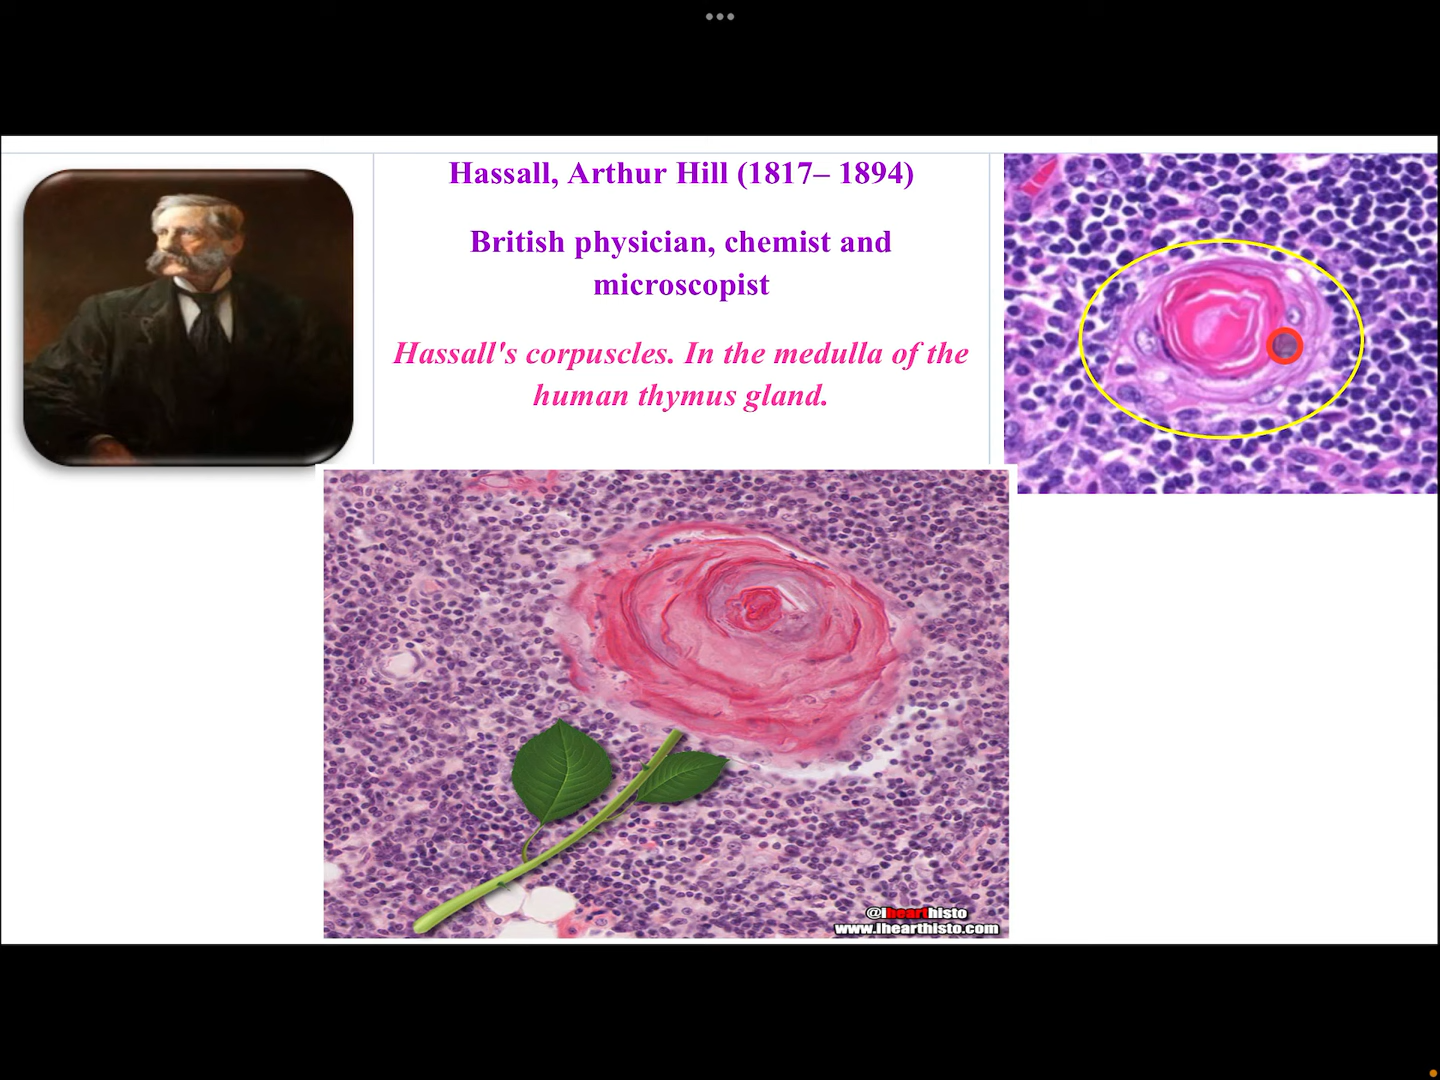 Hassall, Arthur Hill (1817– 1894)
British physician, chemist and
microscopist
Hassall's corpuscles. In the medulla of the
human thymus gland.
@Ihearthisto
www.Ihearthisto.com